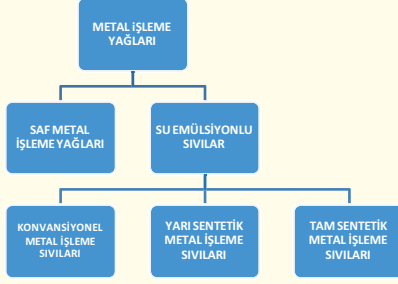 METAL iŞLEME
YAĞLARI
SAF METAL
İŞLEME YAĞLARI
SU EMÜLSİYONLU
SIVILAR
KONVANSİYONEL
METAL İŞLEME
SIVILARI
YARI SENTETİK
METAL İŞLEME
SIVILARI
TAM SENTETİK
METAL İŞLEME
SIVILARI